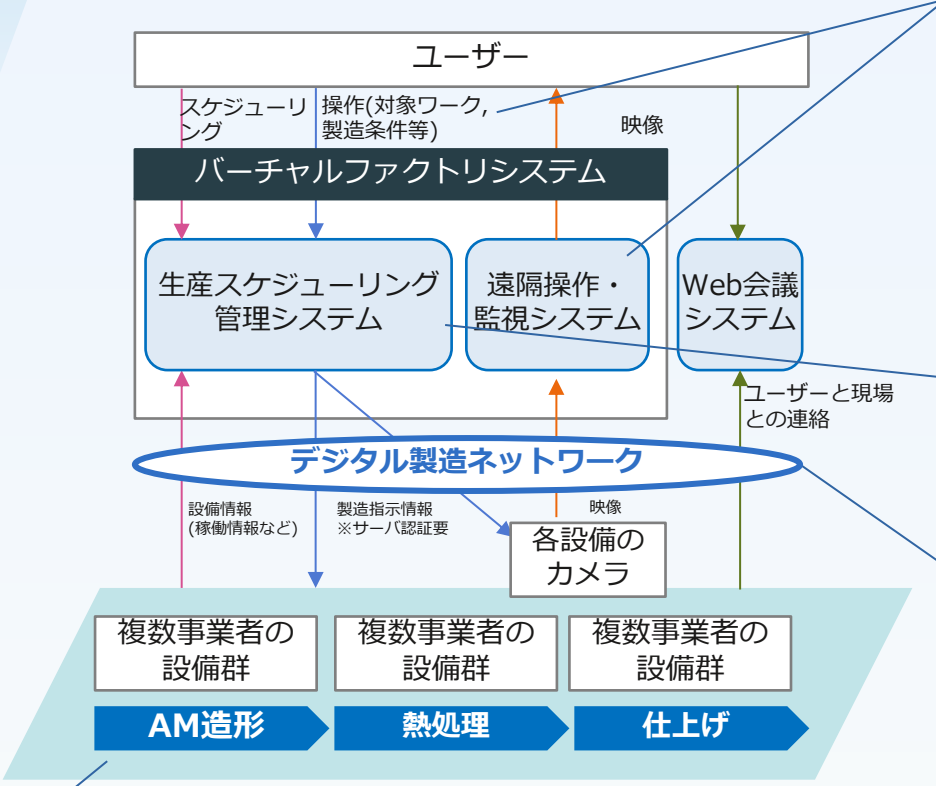 ユーザー
スケジューリ
ング
操作(対象ワーク,
製造条件等)
映像
バーチャルファクトリシステム
生産スケジューリング
管理システム
遠隔操作・
監視システム
Web会議
システム
ユーザーと現場
との連絡
デジタル製造ネットワーク
設備情報
(稼働情報など)
製造指示情報
※サーバ認証要
映像
各設備の
カメラ
複数事業者の
設備群
複数事業者の
設備群
複数事業者の
設備群
AM造形
熱処理
仕上げ